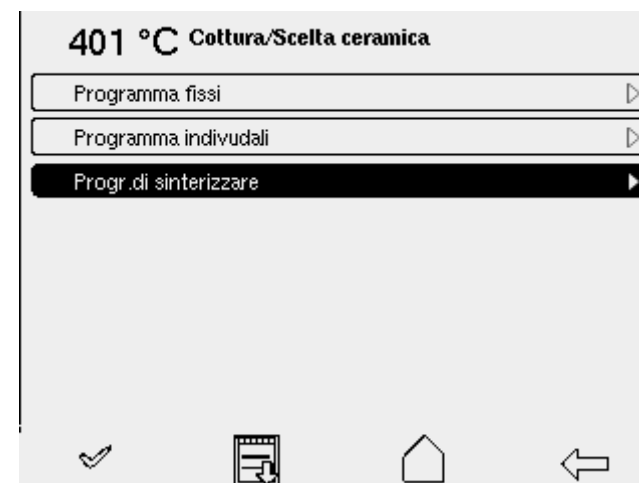 401 °C Cottura/Scelta ceramica
Programma fissi
Programma indivudali
Progr.di sinterizzare